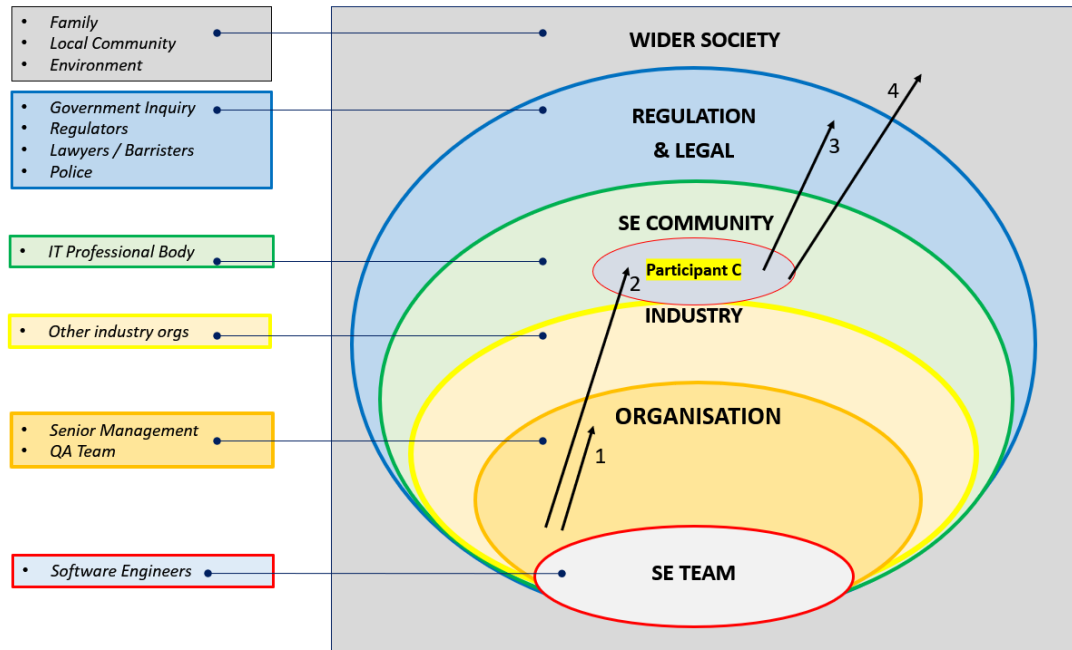 • Family
• Local Community
• Environment
WIDER SOCIETY
• Government Inquiry
• Regulators
• Lawyers / Barristers
• Police
REGULATION
& LEGAL
4
3
SE COMMUNITY
• IT Professional Body
Participant C
2
• Other industry orgs
INDUSTRY
• Senior Management
• QA Team
ORGANISATION
1
• Software Engineers
SE TEAM